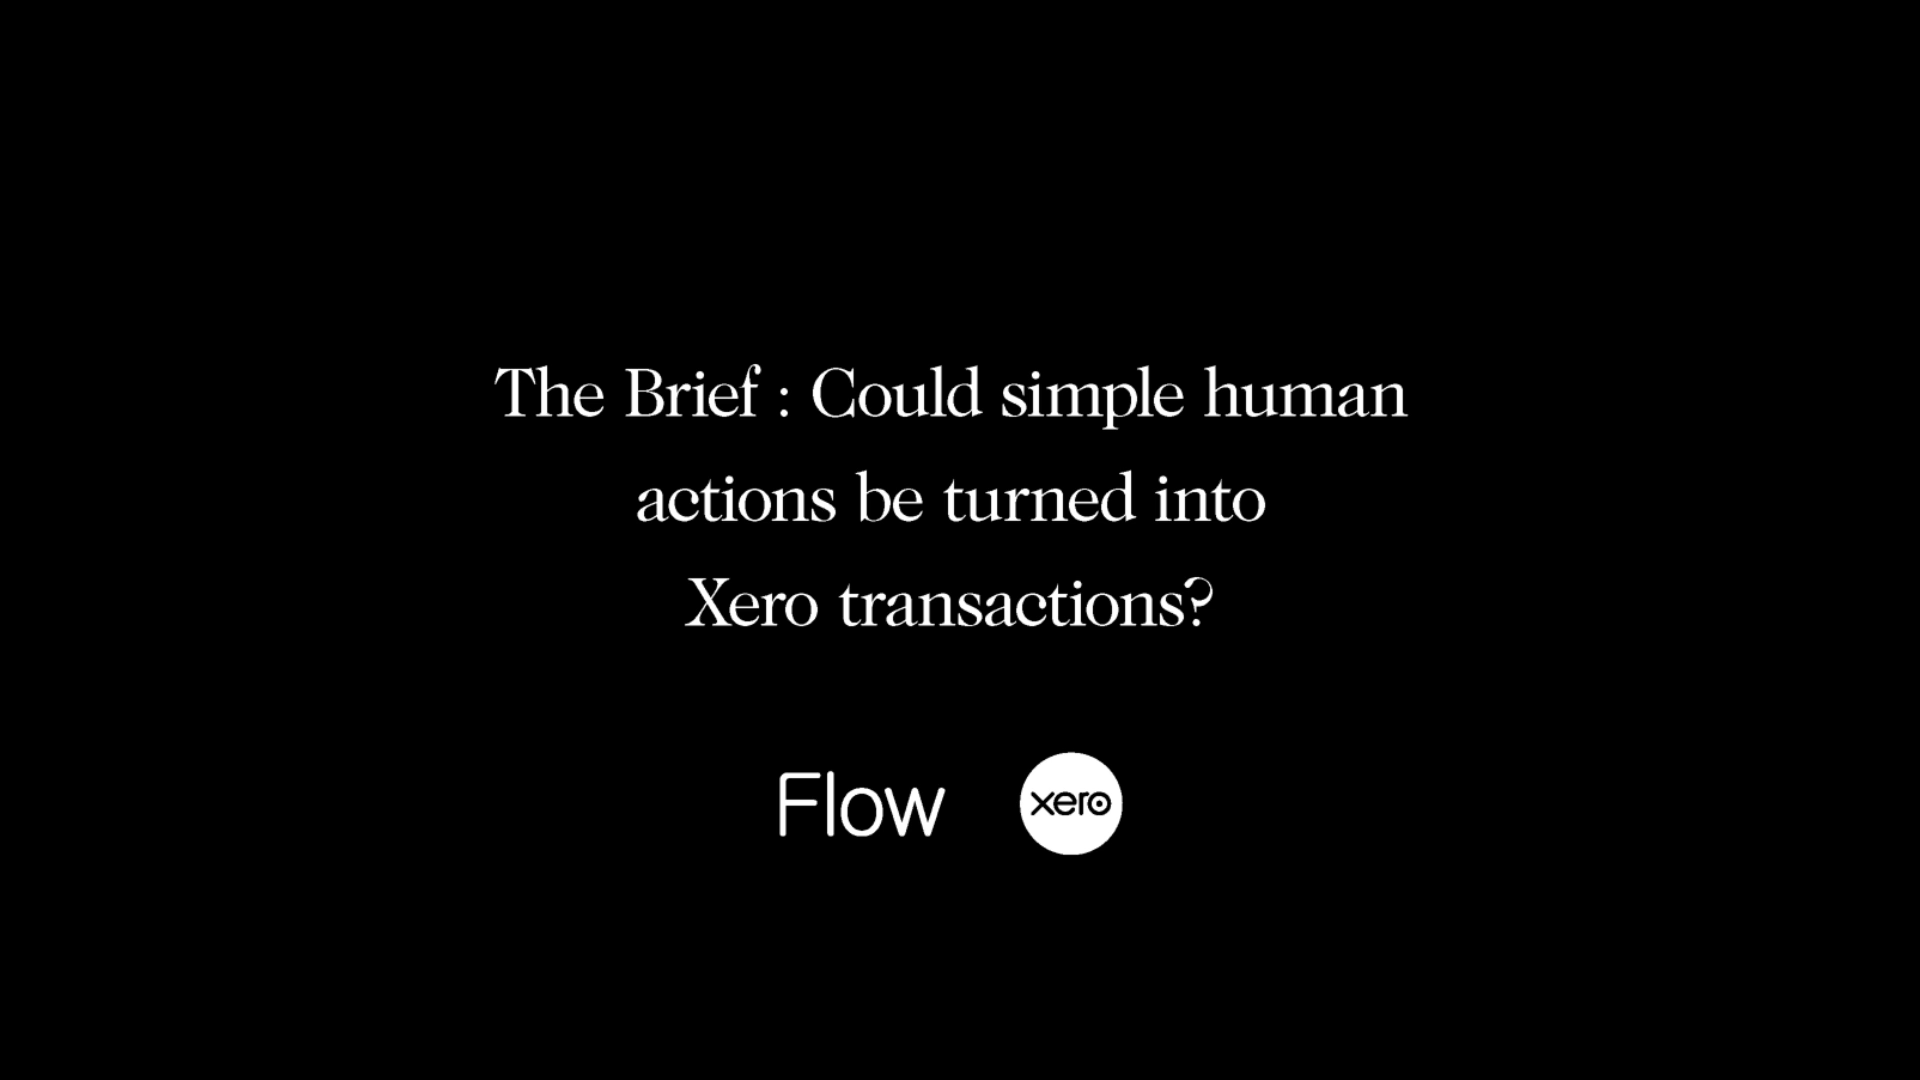 The Brief : Could simple human
actions be turned into
Xero transactions?
Flow xero